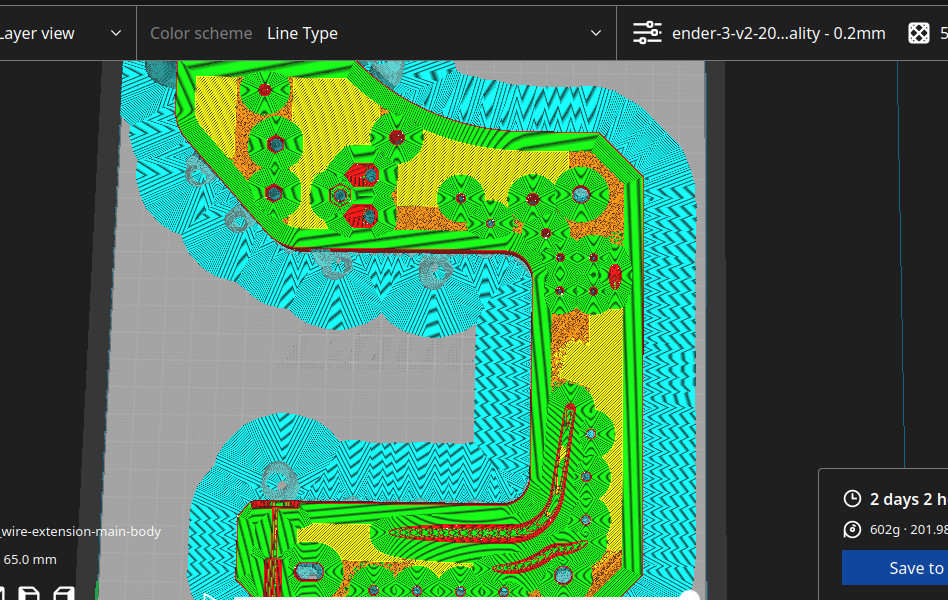 Layer view
Color scheme Line Type
ender-3-v2-20...ality - 0.2mm
5
wire-extension-main-body
65.0 mm
2 days 2 h
602g · 201.98
Save to